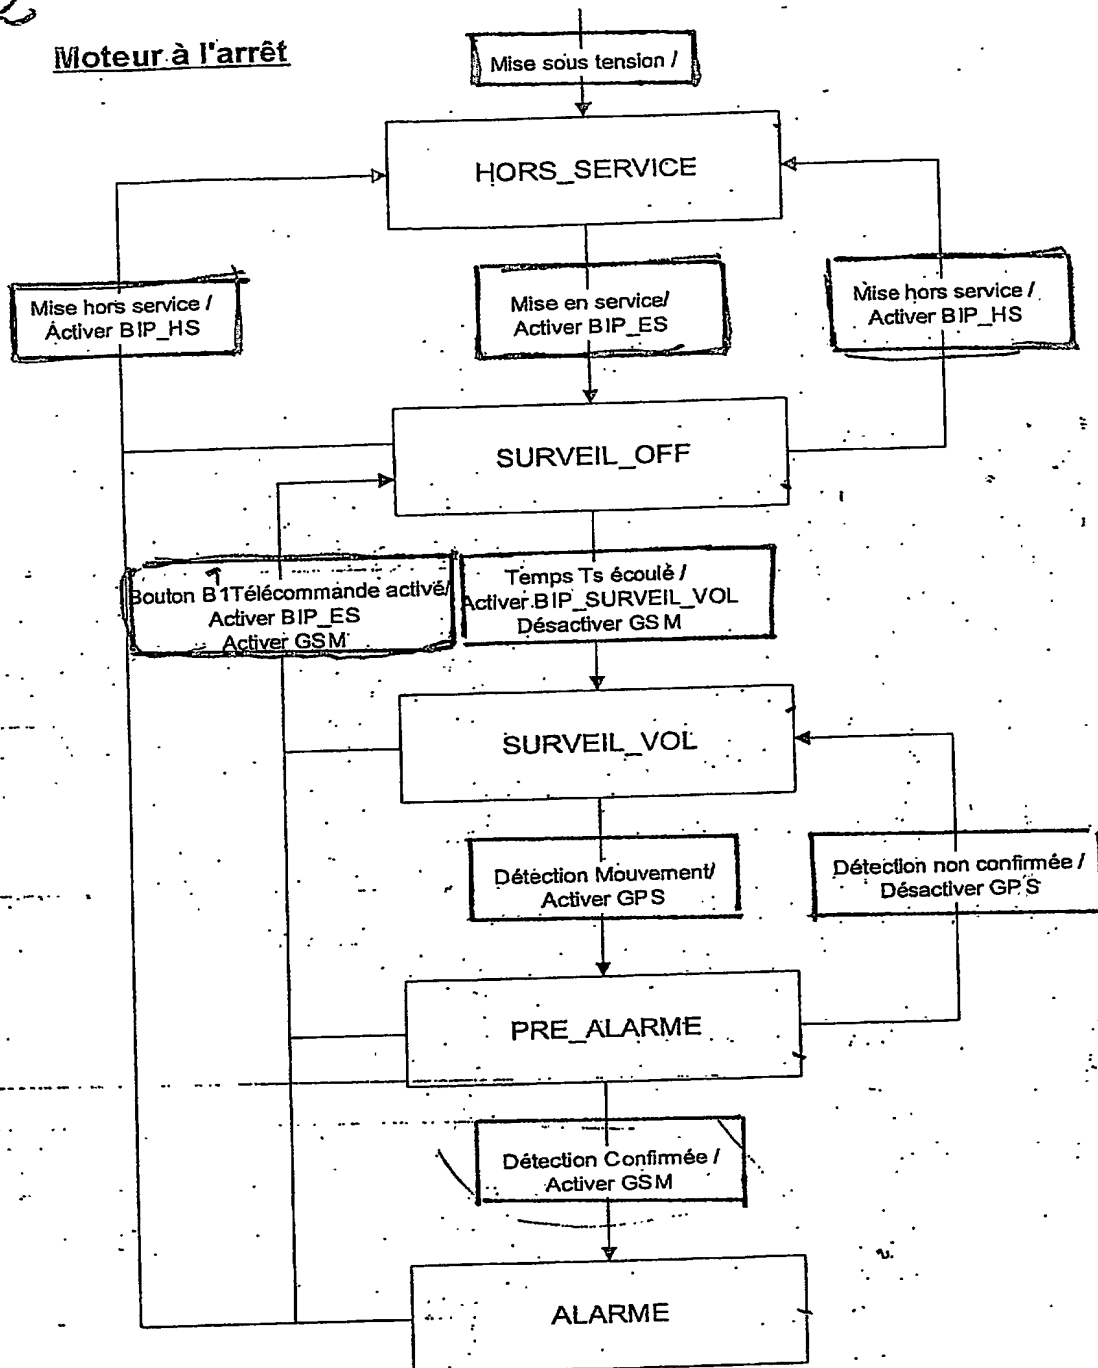 Moteur à l'arrêt
Mise sous tension /
HORS_SERVICE
Mise hors service /
Activer BIP_HS
Mise en service/
Activer BIP_ES
Mise hors service /
Activer BIP_HS
SURVEIL_OFF
Bouton B1Télécommande activé/
Activer BIP_ES
Activer GSM
Temps Ts écoulé /
Activer BIP_SURVEIL_VOL
Désactiver GSM
SURVEIL_VOL
Détection Mouvement/
Activer GPS
Détection non confirmée /
Désactiver GPS
PRE_ALARME
Détection Confirmée /
Activer GSM
ALARME